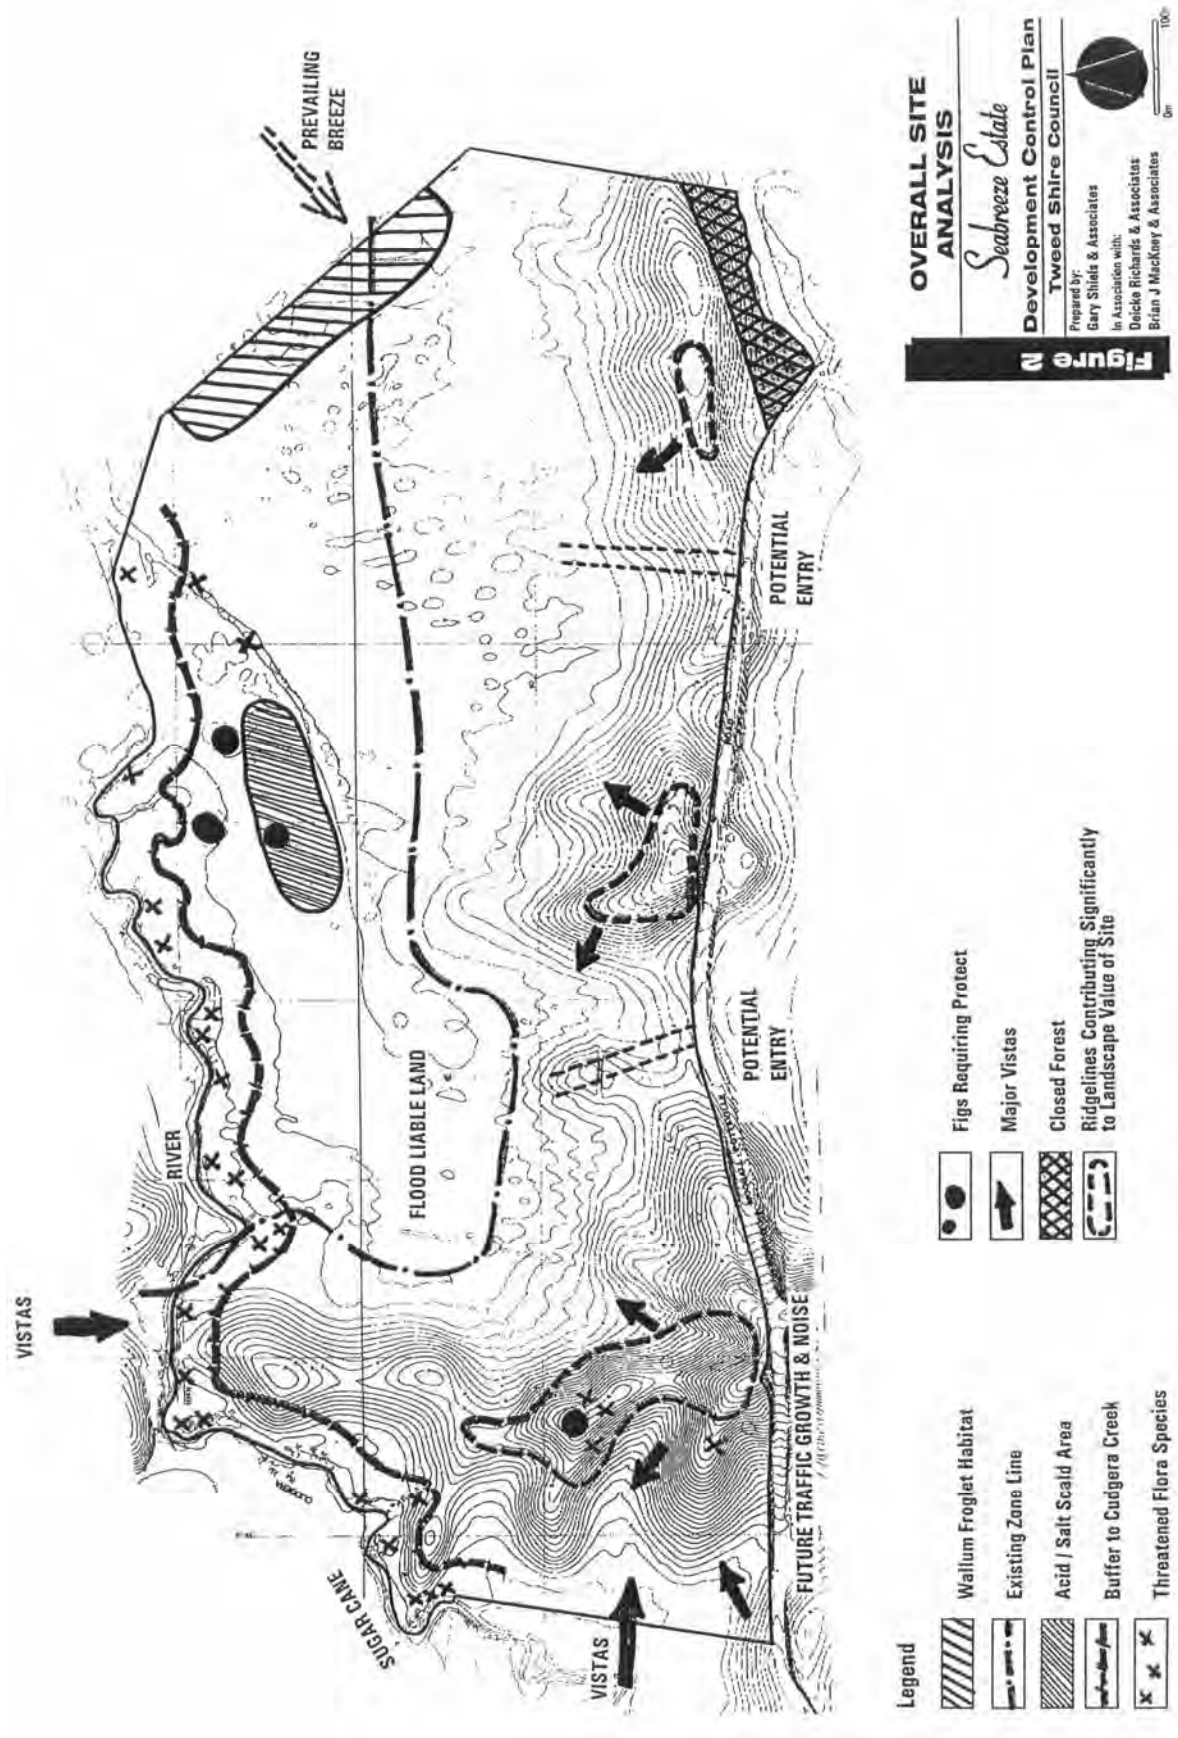 VISTAS
PREVAILING
BREEZE
RIVER
SUGAR CANE
FLOOD LIABLE LAND
VISTAS
POTENTIAL
ENTRY
POTENTIAL
ENTRY
FUTURE TRAFFIC GROWTH & NOISE
ROAD
CUDGERA
Legend
Wallum Froglet Habitat
Existing Zone Line
Acid / Salt Scald Area
Buffer to Cudgera Creek
Threatened Flora Species
Figs Requiring Protect
Major Vistas
Closed Forest
Ridgelines Contributing Significantly
to Landscape Value of Site
Figure 2
OVERALL SITE
ANALYSIS
Seabreeze Estate
Development Control Plan
Tweed Shire Council
Prepared by:
Gary Shiels & Associates
In Association with:
Deicke Richards & Associates
Brian J MacKney & Associates
0m